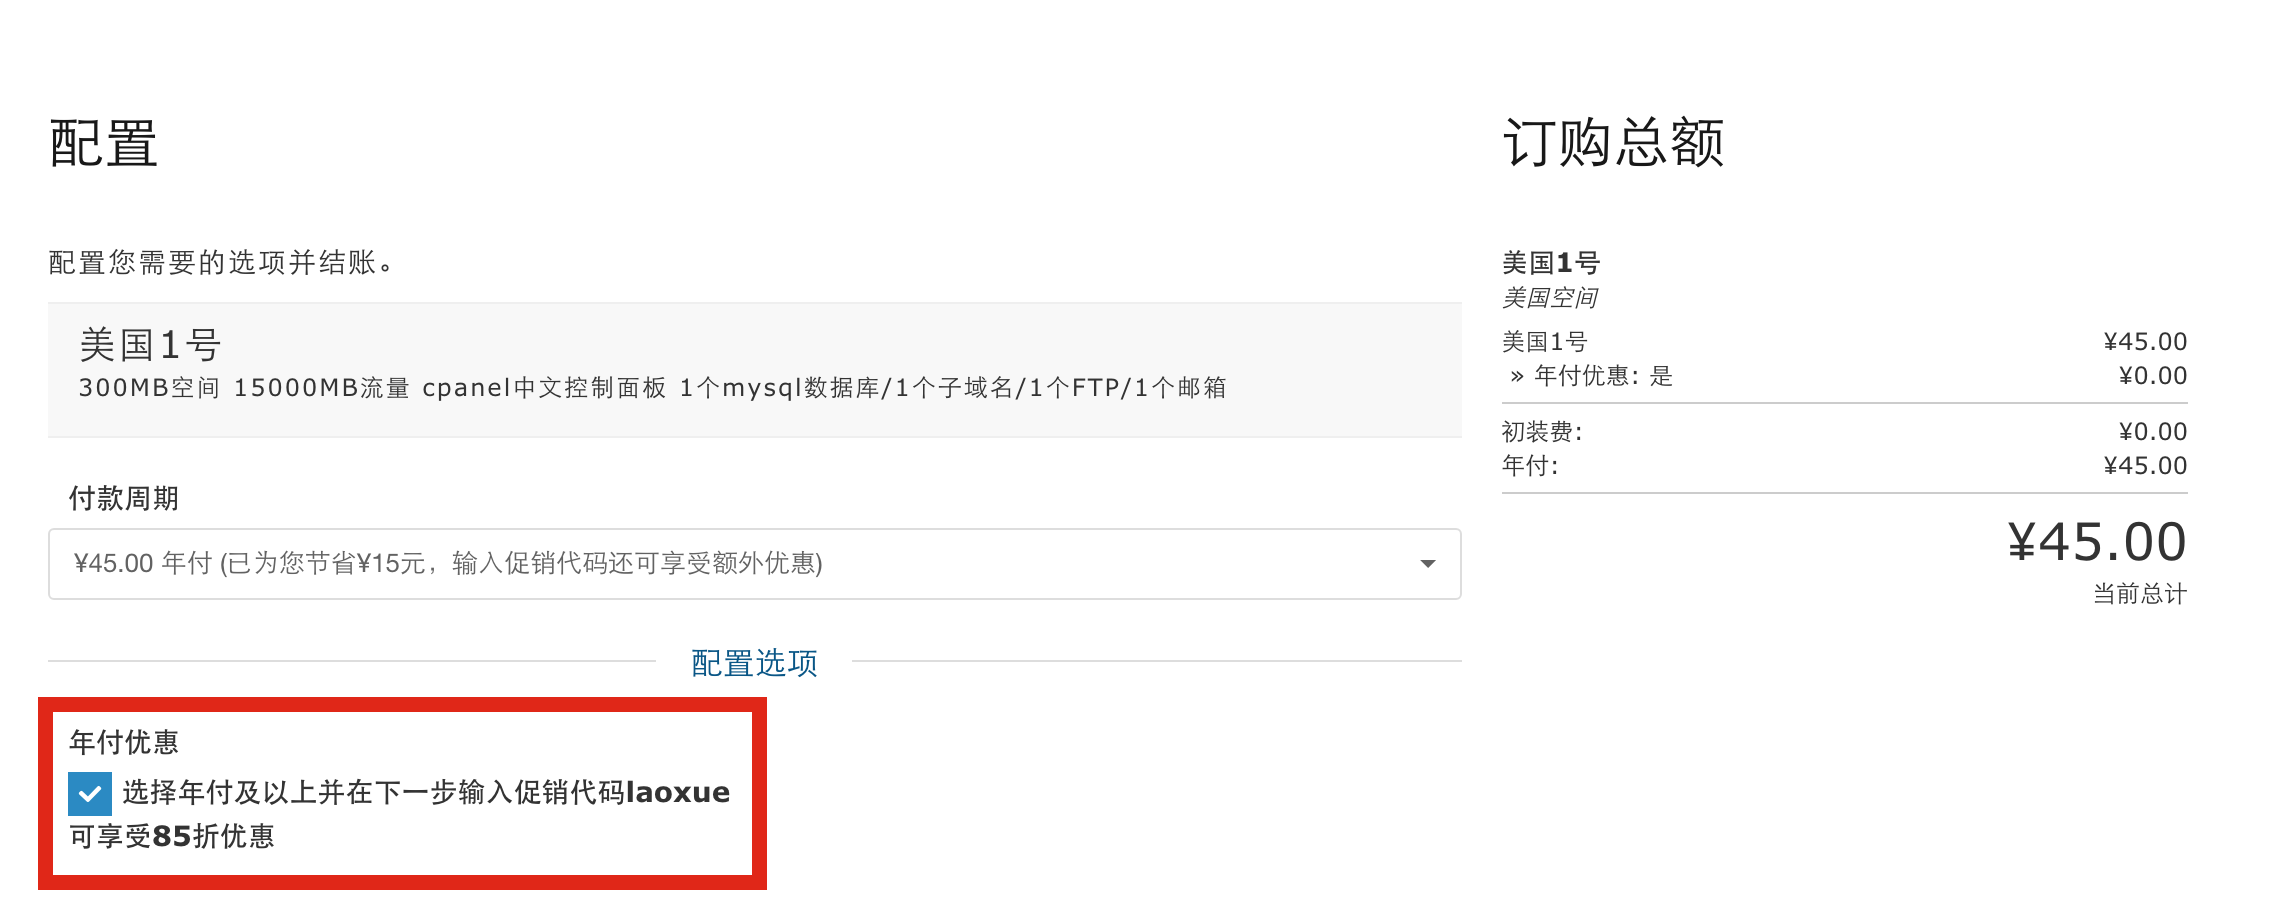 配置
配置您需要的选项并结账。
美国1号
300MB空间 15000MB流量 cpanel中文控制面板 1个mysql数据库/1个子域名/1个FTP/1个邮箱
付款周期
¥45.00 年付 (已为您节省¥15元，输入促销代码还可享受额外优惠)
配置选项
年付优惠
选择年付及以上并在下一步输入促销代码laoxue
可享受85折优惠
订购总额
美国1号
美国空间
美国1号 ¥45.00
» 年付优惠: 是 ¥0.00
初装费: ¥0.00
年付: ¥45.00
¥45.00
当前总计